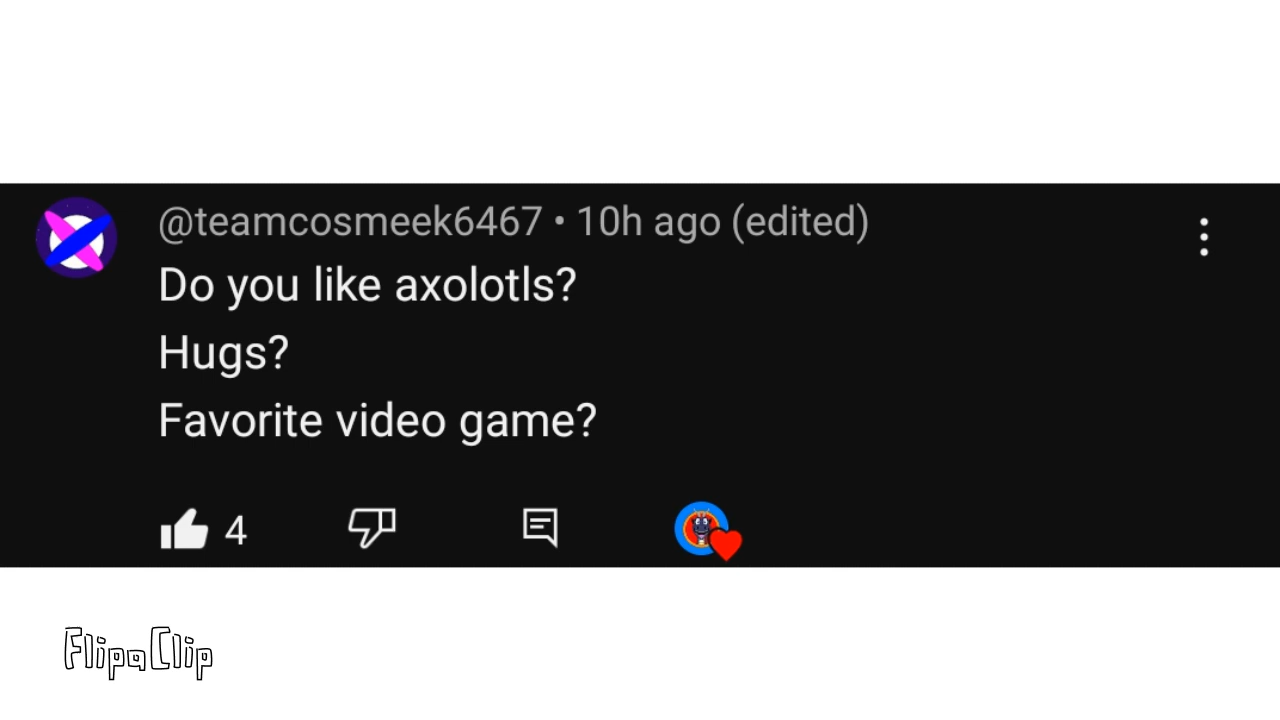 @teamcosmeek6467 • 10h ago (edited)
Do you like axolotls?
Hugs?
Favorite video game?
4
FlipaClip